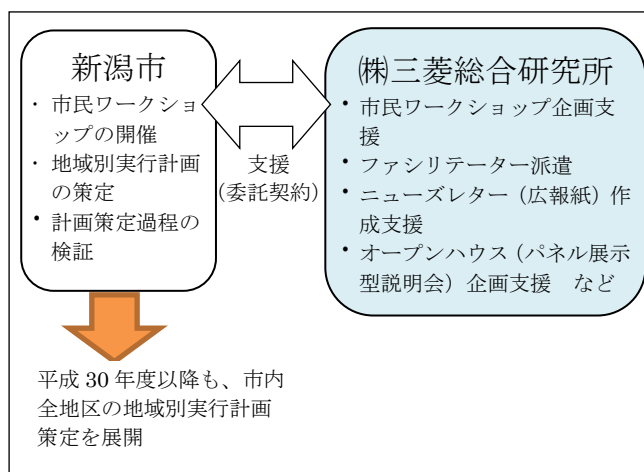 新潟市
・ 市民ワークショ
ップの開催
・ 地域別実行計画
の策定
• 計画策定過程の
検証
支援
(委託契約)
㈱三菱総合研究所
• 市民ワークショップ企画支
援
• ファシリテーター派遣
• ニューズレター（広報紙）作
成支援
• オープンハウス（パネル展示
型説明会）企画支援　など
平成 30 年度以降も、市内
全地区の地域別実行計画
策定を展開